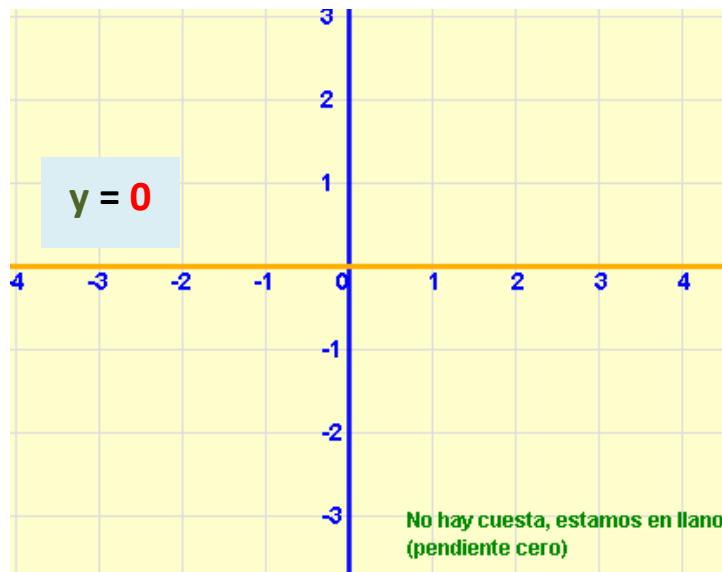 3
2
1
y = 0
-4 -3 -2 -1 0 1 2 3 4
-1
-2
-3
No hay cuesta, estamos en llano
(pendiente cero)